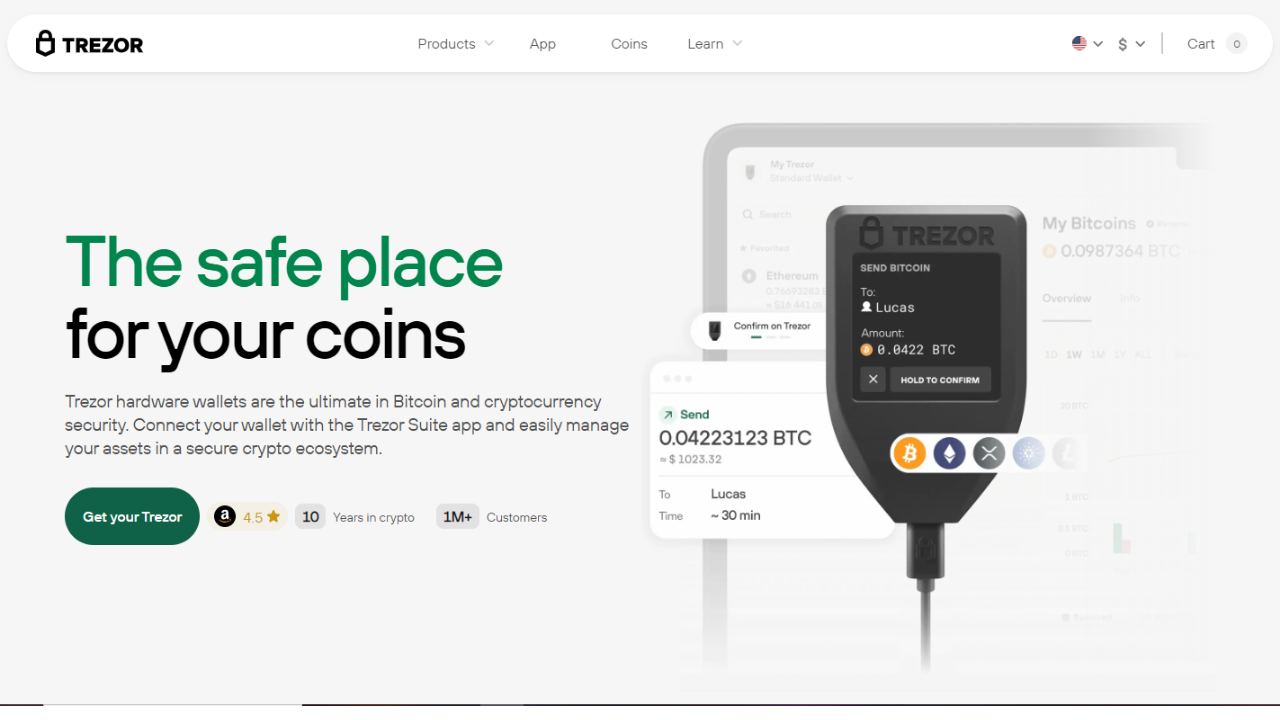 TREZOR
Products
App
Coins
Learn
$
Cart
0
The safe place
for your coins
Trezor hardware wallets are the ultimate in Bitcoin and cryptocurrency
security. Connect your wallet with the Trezor Suite app and easily manage
your assets in a secure crypto ecosystem.
Get your Trezor
a
4.5
10
Years in crypto
1M+
Customers
My Trezor
Standard Wallet
Search
Favorited
Ethereum
≈ $16 441.06
Confirm on Trezor
Send
0.04223123 BTC
≈ $ 1023.32
To
Lucas
Time
~ 30 min
TREZOR
SEND BITCOIN
To:
Lucas
Amount:
0.0422 BTC
HOLD TO CONFIRM
My Bitcoins
0.0987364 BTC
Overview
Info
1D
1W
1M
1Y
ALL
20 BTC
1 BTC
0.5 BTC
0 BTC